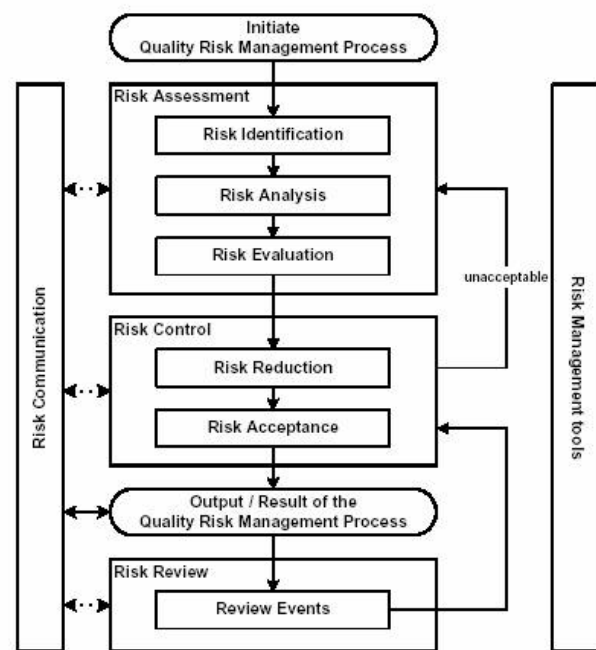 Initiate
Quality Risk Management Process
Risk Assessment
Risk Identification
Risk Analysis
Risk Evaluation
unacceptable
Risk Control
Risk Reduction
Risk Acceptance
Output / Result of the
Quality Risk Management Process
Risk Review
Review Events
Risk Communication
Risk Management tools